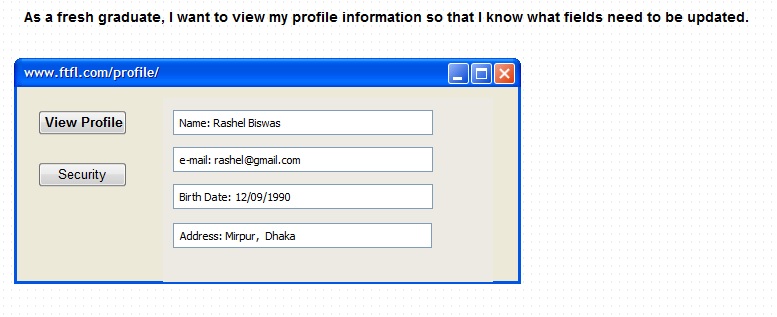 As a fresh graduate, I want to view my profile information so that I know what fields need to be updated.
www.ftfl.com/profile/
View Profile
Name: Rashel Biswas
e-mail: rashel@gmail.com
Security
Birth Date: 12/09/1990
Address: Mirpur, Dhaka